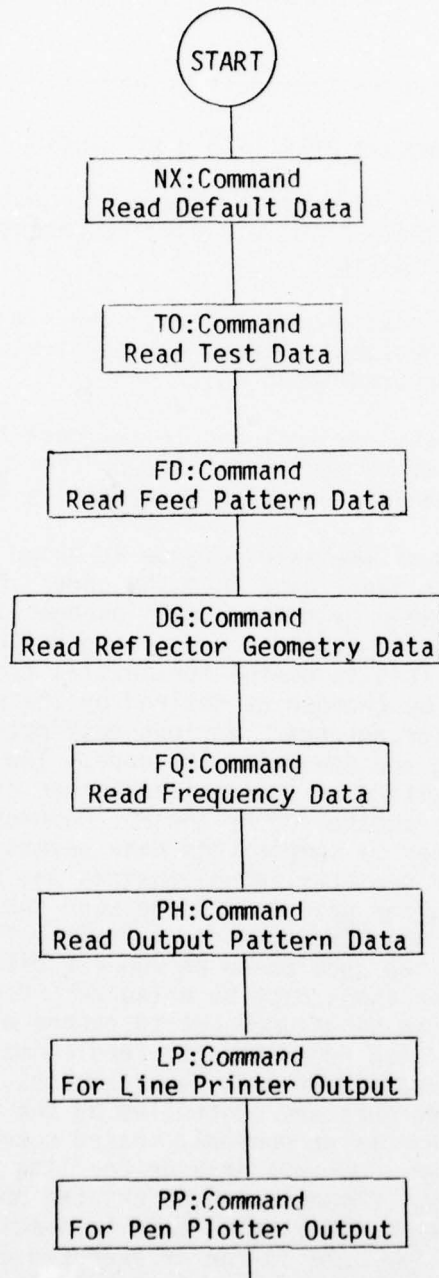 START
NX:Command
Read Default Data
TO:Command
Read Test Data
FD:Command
Read Feed Pattern Data
DG:Command
Read Reflector Geometry Data
FQ:Command
Read Frequency Data
PH:Command
Read Output Pattern Data
LP:Command
For Line Printer Output
PP:Command
For Pen Plotter Output